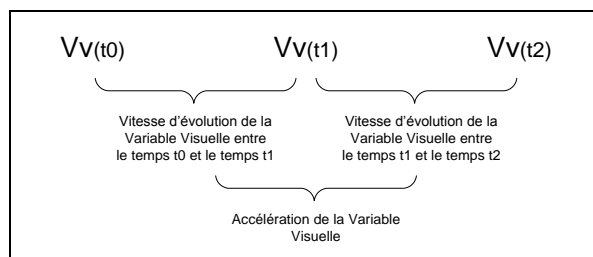 Vv(t0) Vv(t1) Vv(t2)
Vitesse d'évolution de la Variable Visuelle entre le temps t0 et le temps t1
Vitesse d'évolution de la Variable Visuelle entre le temps t1 et le temps t2
Accélération de la Variable
Visuelle